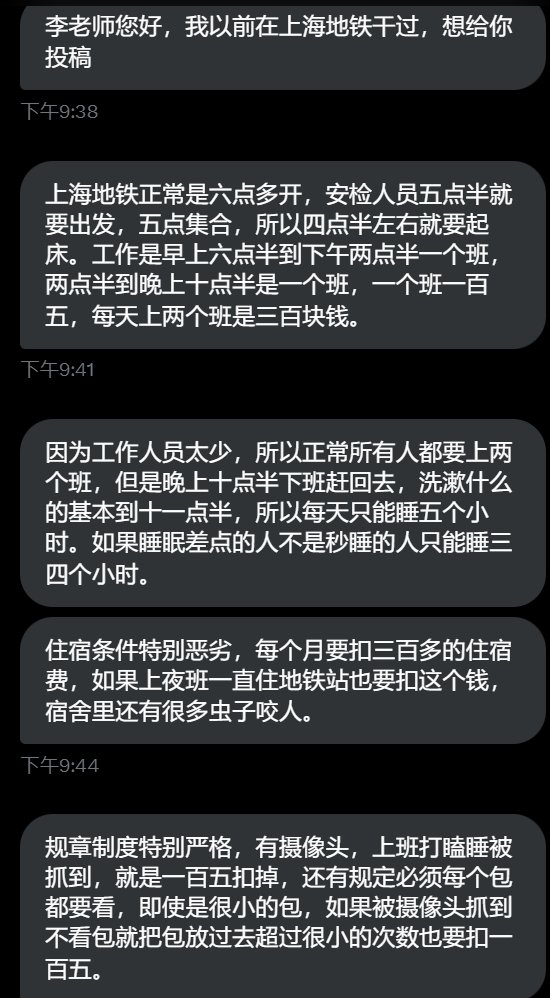 李老师您好，我以前在上海地铁干过，想给你
投稿
下午9:38
上海地铁正常是六点多开，安检人员五点半就
要出发，五点集合，所以四点半左右就要起
床。工作是早上六点半到下午两点半一个班，
两点半到晚上十点半是一个班，一个班一百
五，每天上两个班是三百块钱。
下午9:41
因为工作人员太少，所以正常所有人都要上两
个班，但是晚上十点半下班赶回去，洗漱什么
的基本到十一点半，所以每天只能睡五个小
时。如果睡眠差点的人不是秒睡的人只能睡三
四个小时。
住宿条件特别恶劣，每个月要扣三百多的住宿
费，如果上夜班一直住地铁站也要扣这个钱，
宿舍里还有很多虫子咬人。
下午9:44
规章制度特别严格，有摄像头，上班打瞌睡被
抓到，就是一百五扣掉，还有规定必须每个包
都要看，即使是很小的包，如果被摄像头抓到
不看包就把包放过去超过很小的次数也要扣一
百五。